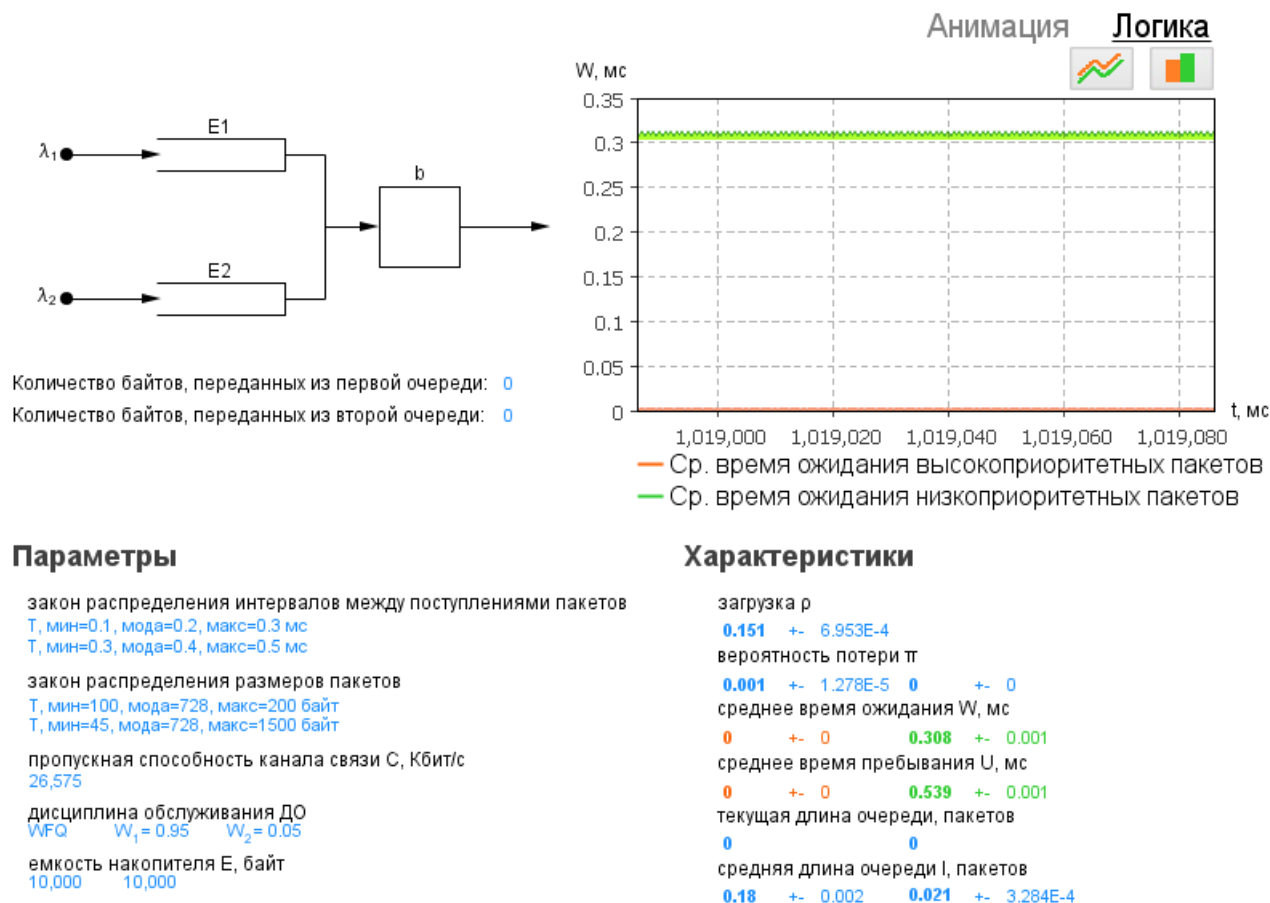 Анимация Логика
W, мс
0.35
0.3
0.25
0.2
0.15
0.1
0.05
0
1,019,000 1,019,020 1,019,040 1,019,060 1,019,080
t, мс
Ср. время ожидания высокоприоритетных пакетов
Ср. время ожидания низкоприоритетных пакетов
λ₁
E1
b
λ₂
E2
Количество байтов, переданных из первой очереди: 0
Количество байтов, переданных из второй очереди: 0
Параметры
закон распределения интервалов между поступлениями пакетов
T, мин=0.1, мода=0.2, макс=0.3 мс
T, мин=0.3, мода=0.4, макс=0.5 мс
закон распределения размеров пакетов
T, мин=100, мода=728, макс=200 байт
T, мин=45, мода=728, макс=1500 байт
пропускная способность канала связи C, Кбит/с
26,575
дисциплина обслуживания ДО
WFQ W₁= 0.95 W₂= 0.05
емкость накопителя E, байт
10,000 10,000
Характеристики
загрузка ρ
0.151 +- 6.953E-4
вероятность потери π
0.001 +- 1.278E-5 0 +- 0
среднее время ожидания W, мс
0 +- 0 0.308 +- 0.001
среднее время пребывания U, мс
0 +- 0 0.539 +- 0.001
текущая длина очереди, пакетов
0 0
средняя длина очереди l, пакетов
0.18 +- 0.002 0.021 +- 3.284E-4